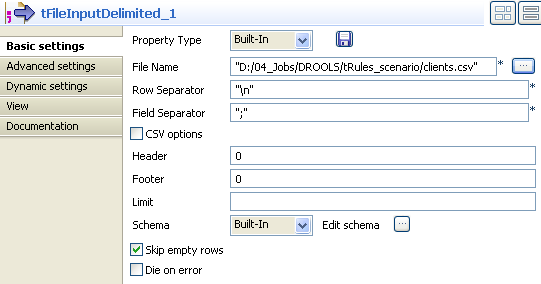 tFileInputDelimited_1
Basic settings
Advanced settings
Dynamic settings
View
Documentation
Property Type Built-In
File Name "D:/04_Jobs/DROOLS/tRules_scenario/clients.csv" * ...
Row Separator "\n" *
Field Separator ";" *
CSV options
Header 0
Footer 0
Limit
Schema Built-In Edit schema ...
Skip empty rows
Die on error